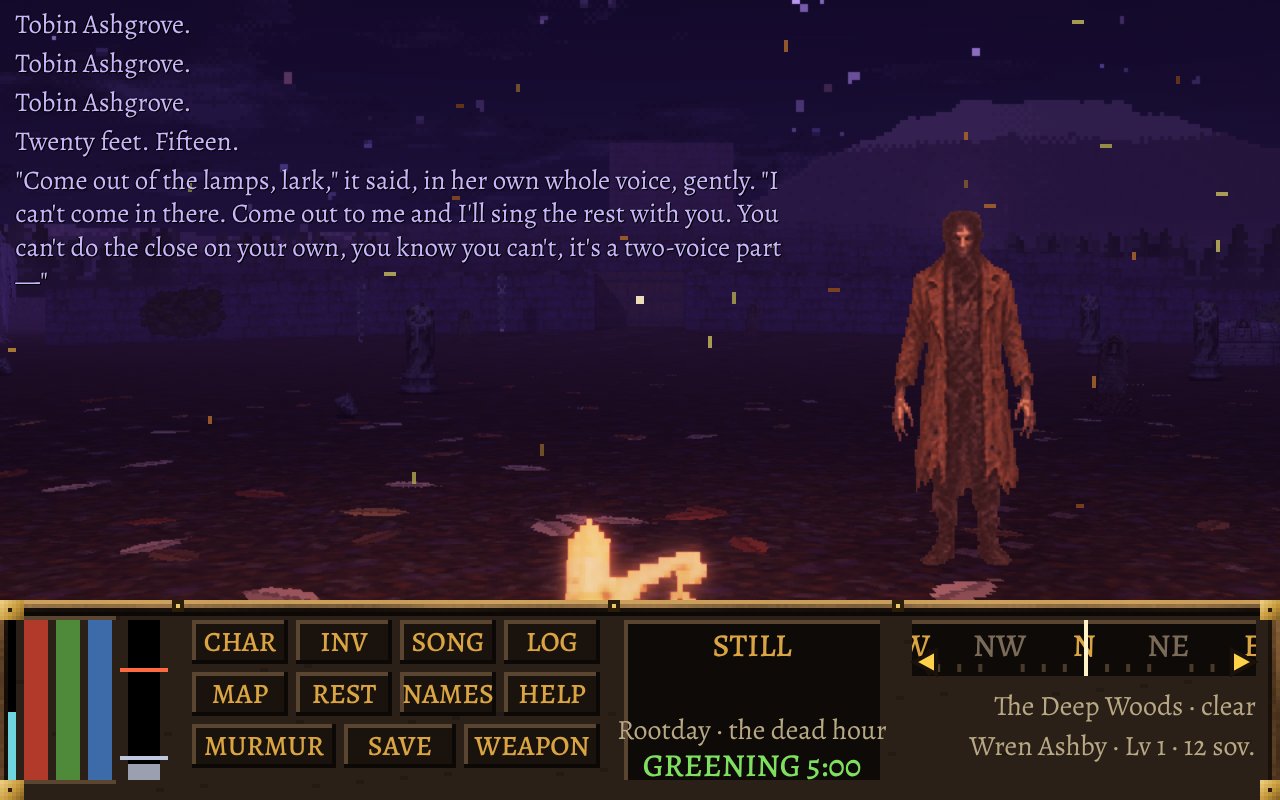 Tobin Ashgrove.
Tobin Ashgrove.
Tobin Ashgrove.
Twenty feet. Fifteen.
"Come out of the lamps, lark," it said, in her own whole voice, gently. "I
can't come in there. Come out to me and I'll sing the rest with you. You
can't do the close on your own, you know you can't, it's a two-voice part
—"
CHAR INV SONG LOG
MAP REST NAMES HELP
MURMUR SAVE WEAPON
STILL
Rootday · the dead hour
GREENING 5:00
W NW N NE E
The Deep Woods · clear
Wren Ashby · Lv 1 · 12 sov.